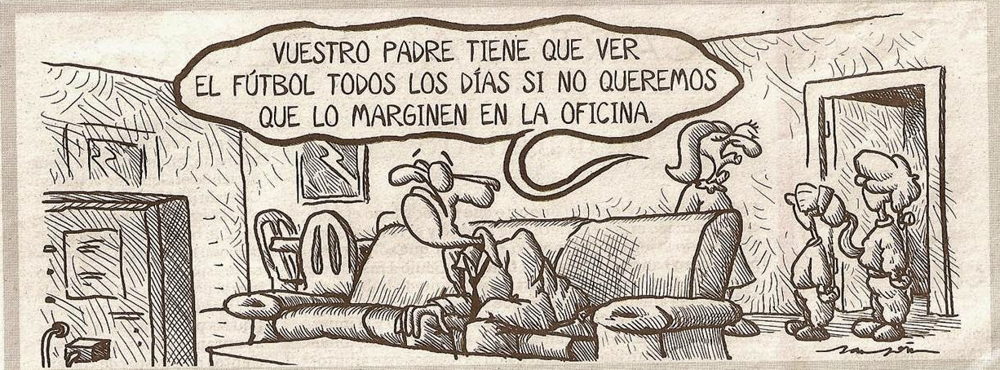 VUESTRO PADRE TIENE QUE VER
EL FÚTBOL TODOS LOS DÍAS SI NO QUEREMOS
QUE LO MARGINEN EN LA OFICINA.